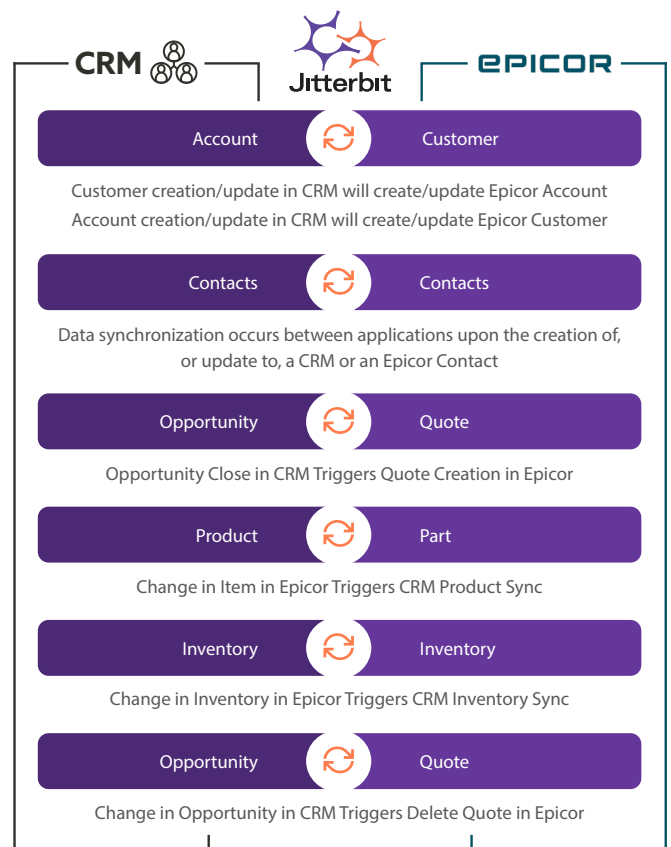 CRM
Jitterbit
EPICOR
Account
Customer
Customer creation/update in CRM will create/update Epicor Account
Account creation/update in CRM will create/update Epicor Customer
Contacts
Contacts
Data synchronization occurs between applications upon the creation of,
or update to, a CRM or an Epicor Contact
Opportunity
Quote
Opportunity Close in CRM Triggers Quote Creation in Epicor
Product
Part
Change in Item in Epicor Triggers CRM Product Sync
Inventory
Inventory
Change in Inventory in Epicor Triggers CRM Inventory Sync
Opportunity
Quote
Change in Opportunity in CRM Triggers Delete Quote in Epicor